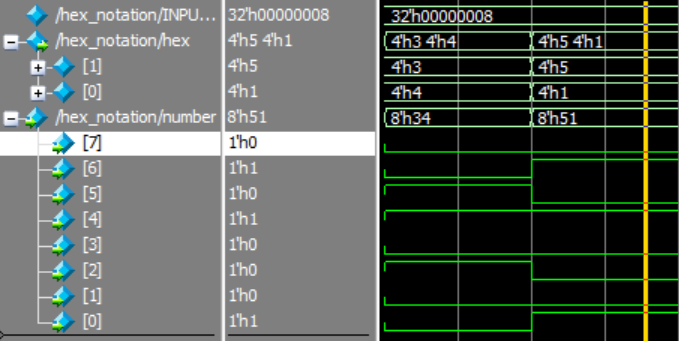 /hex_notation/INPU... 32'h00000008 32'h00000008
/hex_notation/hex 4'h5 4'h1 4'h3 4'h4 4'h5 4'h1
[1] 4'h5 4'h3 4'h5
[0] 4'h1 4'h4 4'h1
/hex_notation/number 8'h51 8'h34 8'h51
[7] 1'h0
[6] 1'h1
[5] 1'h0
[4] 1'h1
[3] 1'h0
[2] 1'h0
[1] 1'h0
[0] 1'h1